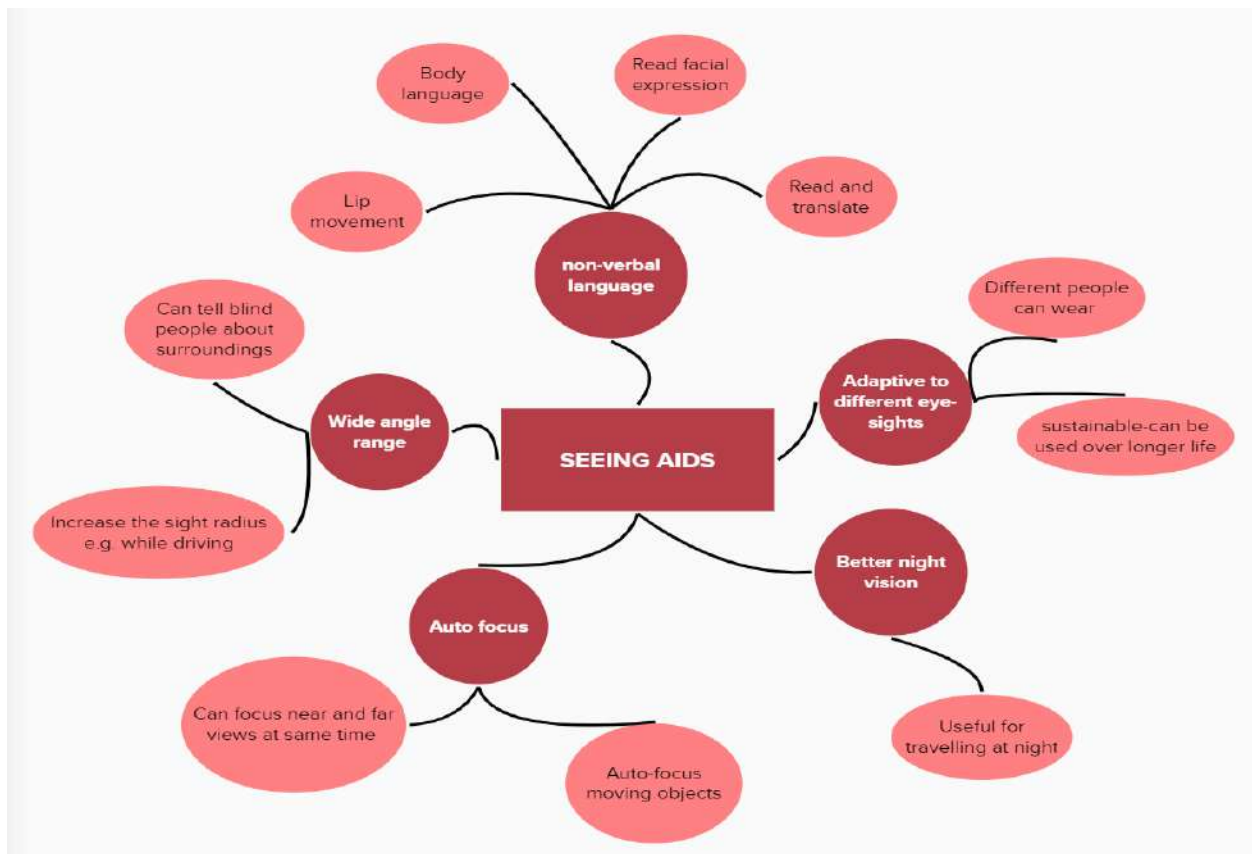 Body
language
Read facial
expression
Lip
movement
Read and
translate
non-verbal
language
Can tell blind
people about
surroundings
Different people
can wear
Wide angle
range
Adaptive to
different eye-
sights
sustainable-can be
used over longer life
SEEING AIDS
Increase the sight radius
e.g. while driving
Better night
vision
Auto focus
Can focus near and far
views at same time
Useful for
travelling at night
Auto-focus
moving objects